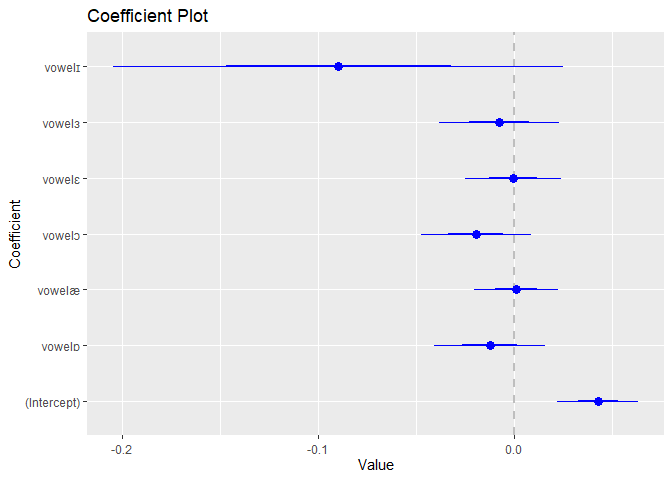 Coefficient Plot
Coefficient
vowelɪ
vowelɜ
vowelɛ
vowelɔ
vowelæ
vowelɒ
(Intercept)
-0.2 -0.1 0.0
Value